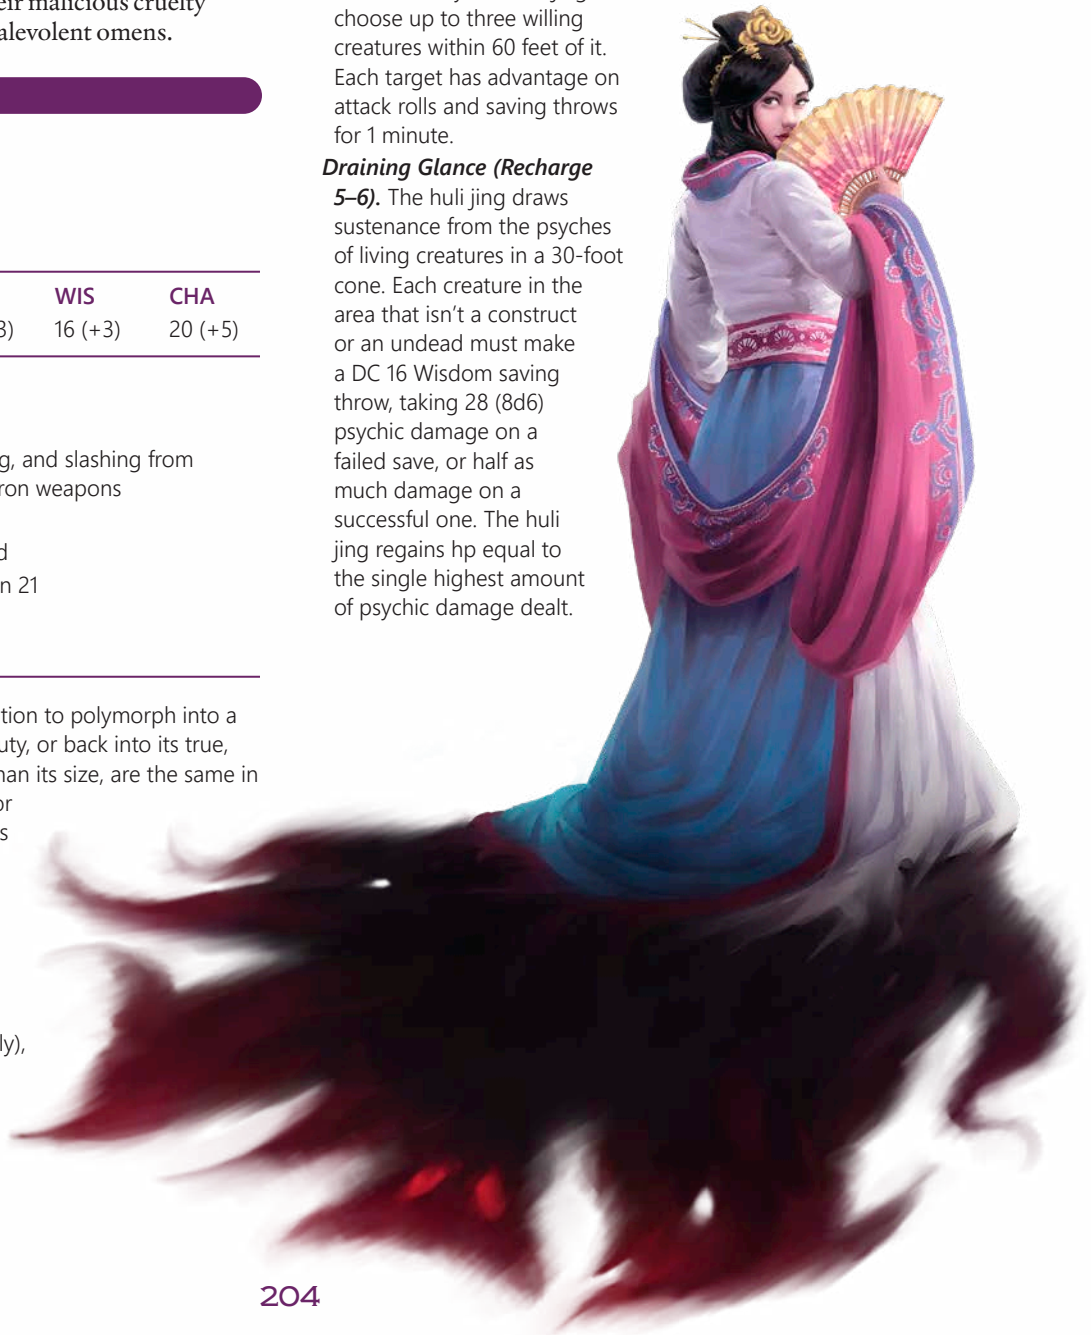 eir malicious cruelty
alevolent omens.
WIS CHA
3) 16 (+3) 20 (+5)
g, and slashing from
ron weapons
d
n 21
tion to polymorph into a
uty, or back into its true,
han its size, are the same in
or
s
ly),
choose up to three willing
creatures within 60 feet of it.
Each target has advantage on
attack rolls and saving throws
for 1 minute.
Draining Glance (Recharge
5–6). The huli jing draws
sustenance from the psyches
of living creatures in a 30-foot
cone. Each creature in the
area that isn't a construct
or an undead must make
a DC 16 Wisdom saving
throw, taking 28 (8d6)
psychic damage on a
failed save, or half as
much damage on a
successful one. The huli
jing regains hp equal to
the single highest amount
of psychic damage dealt.
204